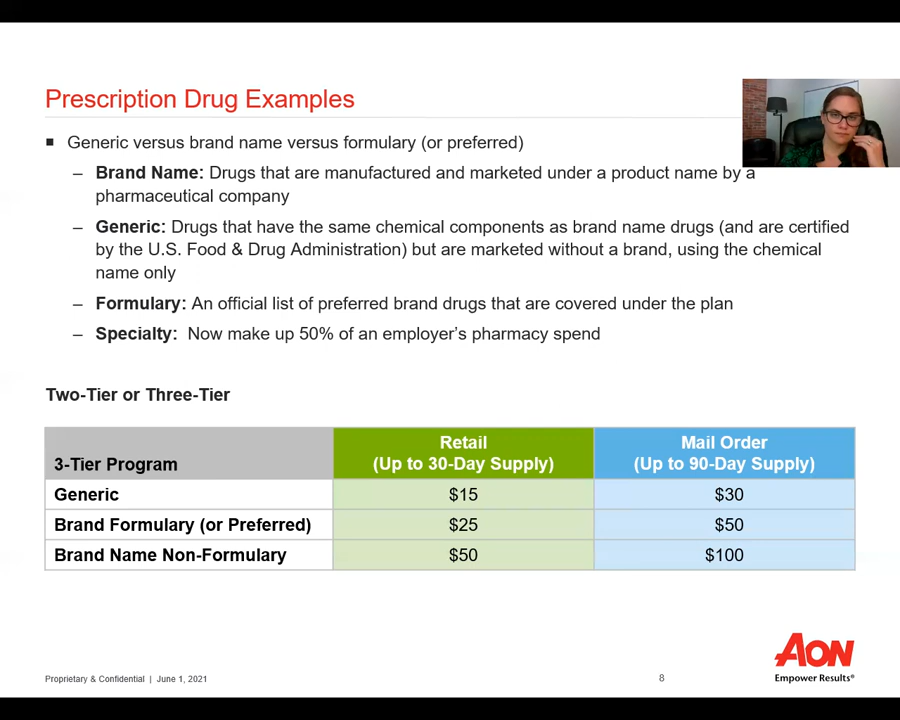 Prescription Drug Examples
■ Generic versus brand name versus formulary (or preferred)
– Brand Name: Drugs that are manufactured and marketed under a product name by a
pharmaceutical company
– Generic: Drugs that have the same chemical components as brand name drugs (and are certified
by the U.S. Food & Drug Administration) but are marketed without a brand, using the chemical
name only
– Formulary: An official list of preferred brand drugs that are covered under the plan
– Specialty: Now make up 50% of an employer’s pharmacy spend
Two-Tier or Three-Tier
3-Tier Program
Retail
(Up to 30-Day Supply)
Mail Order
(Up to 90-Day Supply)
Generic $15 $30
Brand Formulary (or Preferred) $25 $50
Brand Name Non-Formulary $50 $100
AON
Empower Results®
Proprietary & Confidential | June 1, 2021
8